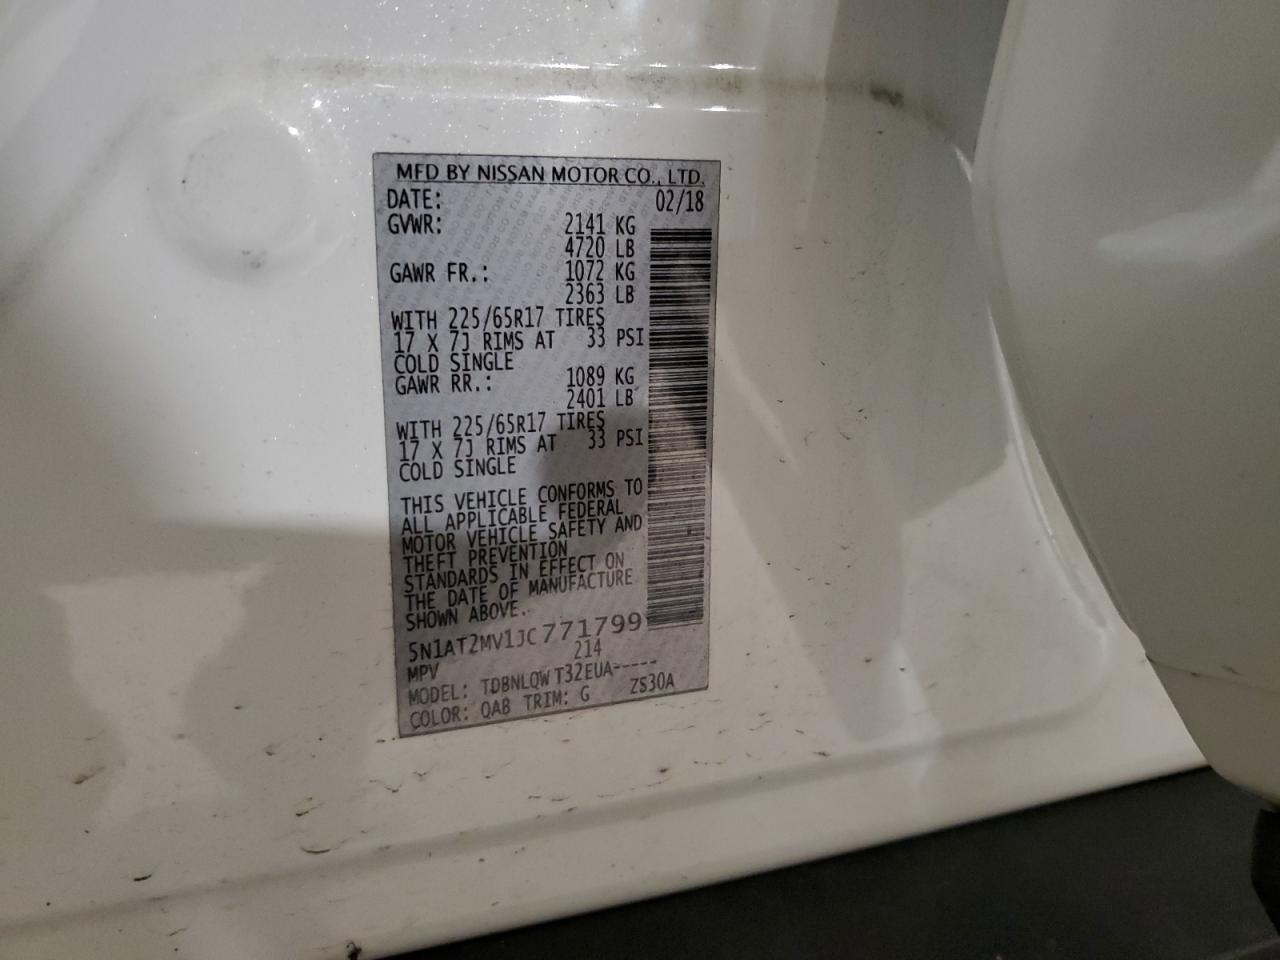 MFD BY NISSAN MOTOR CO., LTD.
DATE: 02/18
GVWR: 2141 KG
4720 LB
GAWR FR.: 1072 KG
2363 LB
WITH 225/65R17 TIRES
17 X 7J RIMS AT 33 PSI
COLD SINGLE
GAWR RR.: 1089 KG
2401 LB
WITH 225/65R17 TIRES
17 X 7J RIMS AT 33 PSI
COLD SINGLE
THIS VEHICLE CONFORMS TO
ALL APPLICABLE FEDERAL
MOTOR VEHICLE SAFETY AND
THEFT PREVENTION
STANDARDS IN EFFECT ON
THE DATE OF MANUFACTURE
SHOWN ABOVE.
5N1AT2MV1JC771799
MPV 214
MODEL: TDBNLQW T32EUA-----
COLOR: QAB TRIM: G ZS30A